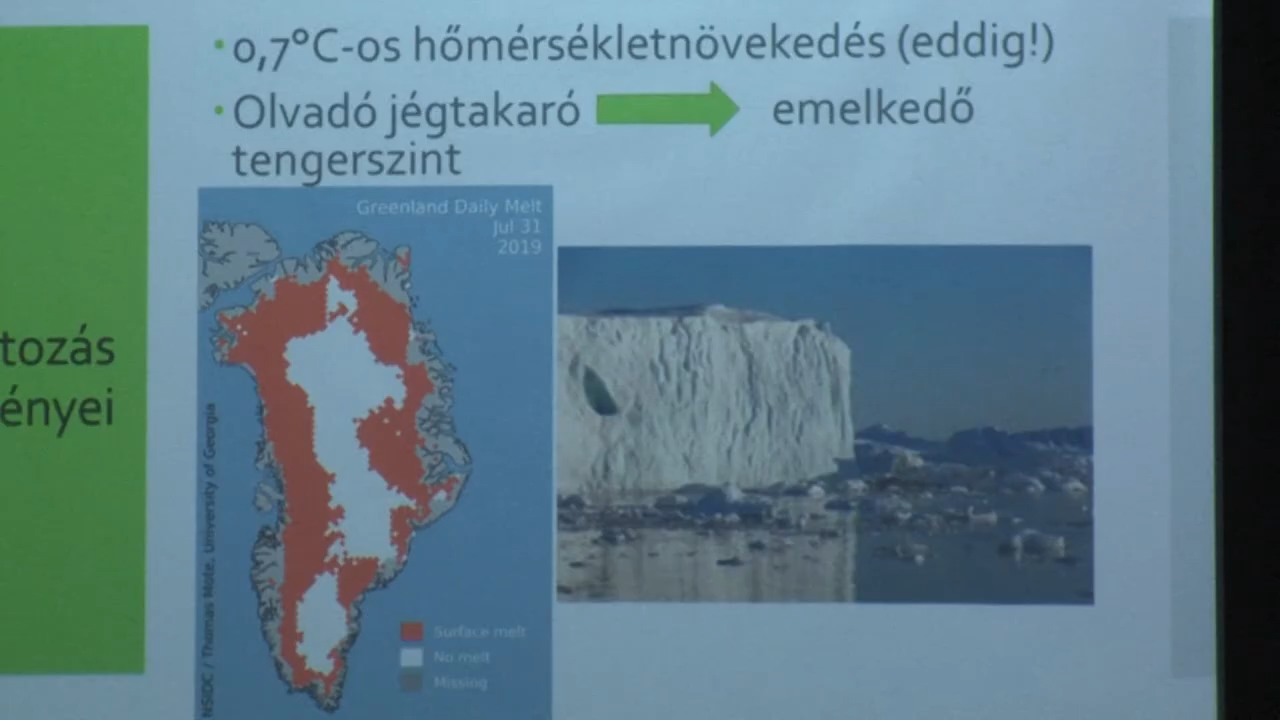 0,7°C-os hőmérsékletnövekedés (eddig!)
Olvadó jégtakaró emelkedő
tengerszint
tozás
ényei
Greenland Daily Melt
Jul 31
2019
NSIDC / Thomas Mote, University of Georgia
Surface melt
No melt
Missing